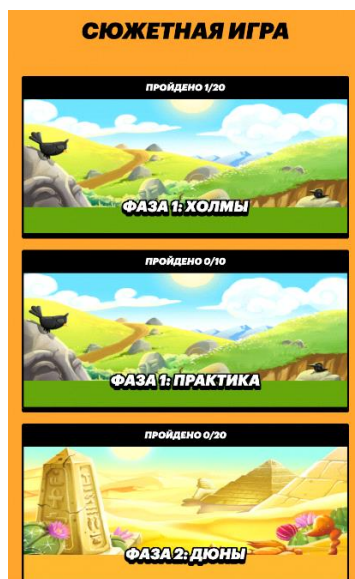 СЮЖЕТНАЯ ИГРА
ПРОЙДЕНО 1/20
ФАЗА 1: ХОЛМЫ
ПРОЙДЕНО 0/10
ФАЗА 1: ПРАКТИКА
ПРОЙДЕНО 0/20
ФАЗА 2: ДЮНЫ